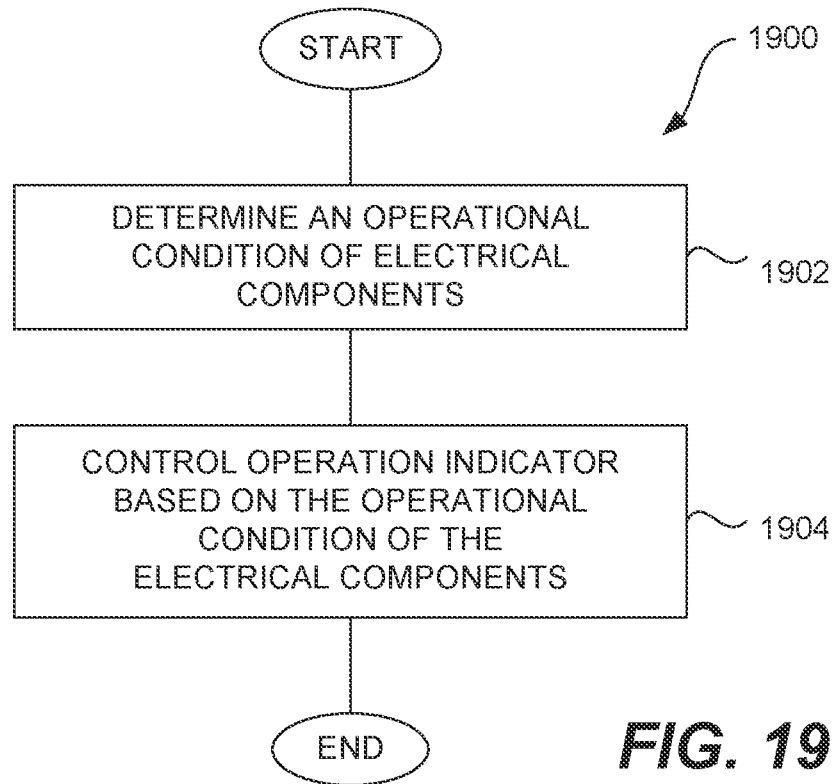 START
1900
DETERMINE AN OPERATIONAL
CONDITION OF ELECTRICAL
COMPONENTS
1902
CONTROL OPERATION INDICATOR
BASED ON THE OPERATIONAL
CONDITION OF THE
ELECTRICAL COMPONENTS
1904
END
FIG. 19